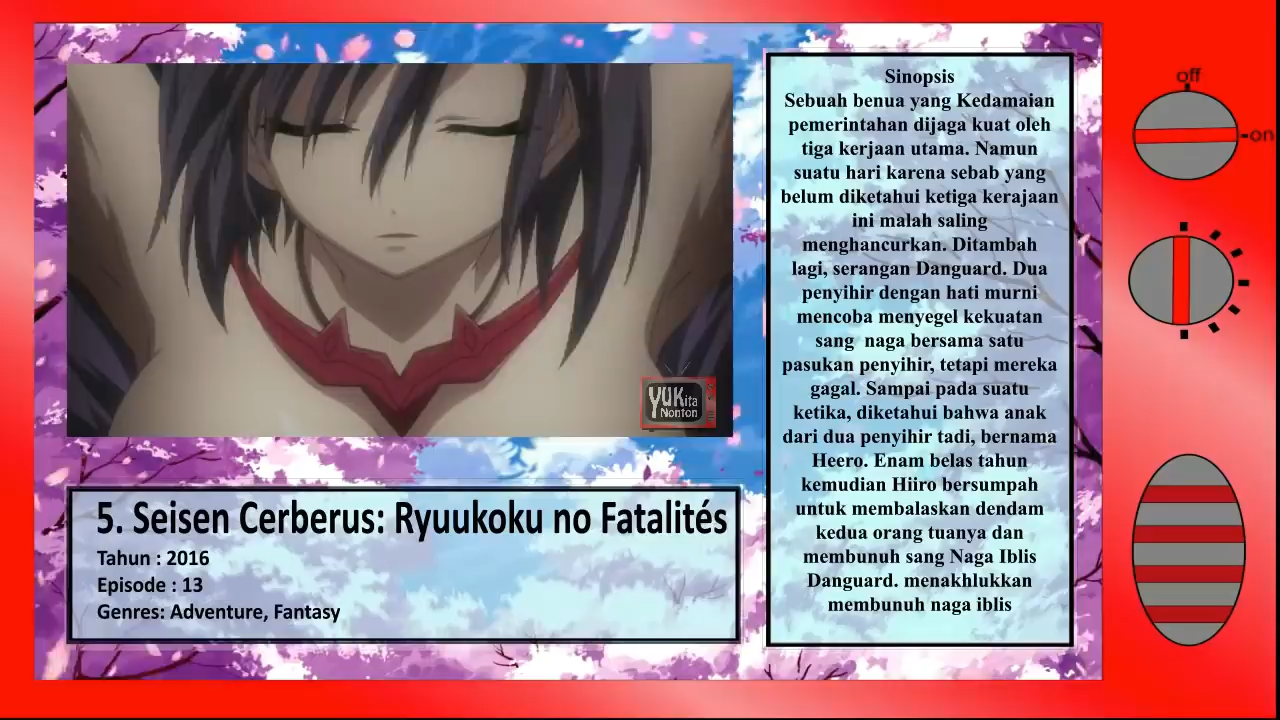 off
on
Sinopsis
Sebuah benua yang Kedamaian
pemerintahan dijaga kuat oleh
tiga kerjaan utama. Namun
suatu hari karena sebab yang
belum diketahui ketiga kerajaan
ini malah saling
menghancurkan. Ditambah
lagi, serangan Danguard. Dua
penyihir dengan hati murni
mencoba menyegel kekuatan
sang naga bersama satu
pasukan penyihir, tetapi mereka
gagal. Sampai pada suatu
ketika, diketahui bahwa anak
dari dua penyihir tadi, bernama
Heero. Enam belas tahun
kemudian Hiiro bersumpah
untuk membalaskan dendam
kedua orang tuanya dan
membunuh sang Naga Iblis
Danguard. menakhlukkan
membunuh naga iblis
YUKita
Nonton
5. Seisen Cerberus: Ryuukoku no Fatalités
Tahun : 2016
Episode : 13
Genres: Adventure, Fantasy